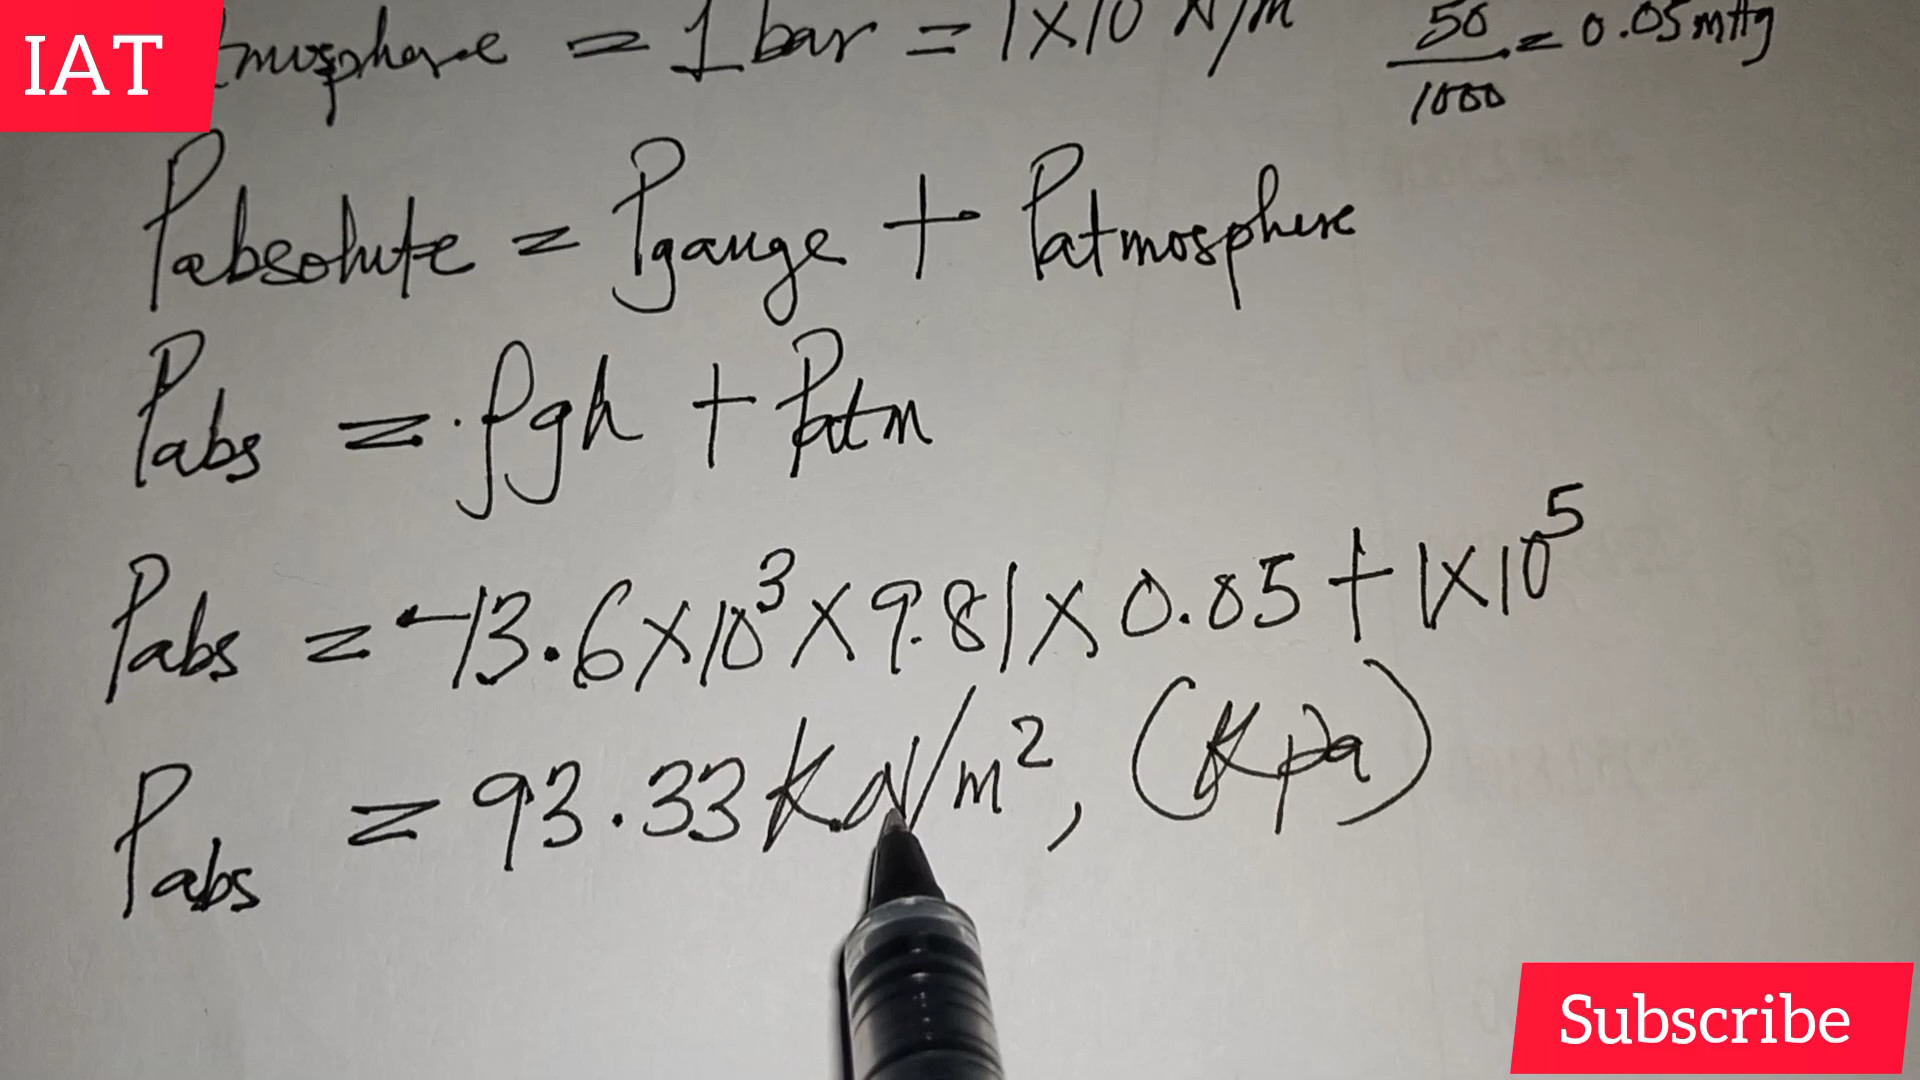 IAT
tmosphere = 1 bar = 1×10 N/m
50/1000 = 0.05 mHg
Pabsolute = Pgauge + Patmosphere
Pabs = ρgh + Patm
Pabs = -13.6×10³×9.81×0.05+1×10⁵
Pabs = 93.33 KN/m², (Kpa)
Subscribe